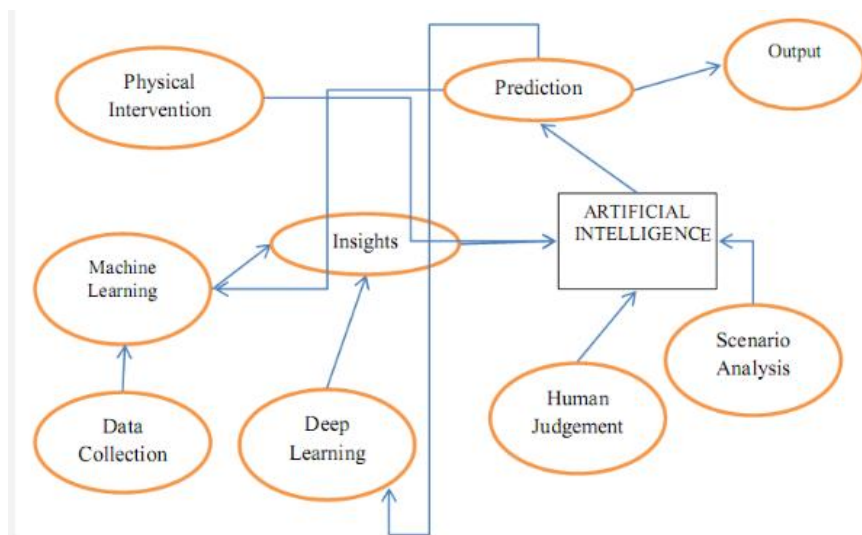 Physical
Intervention
Prediction
Output
ARTIFICIAL
INTELLIGENCE
Insights
Machine
Learning
Scenario
Analysis
Human
Judgement
Data
Collection
Deep
Learning